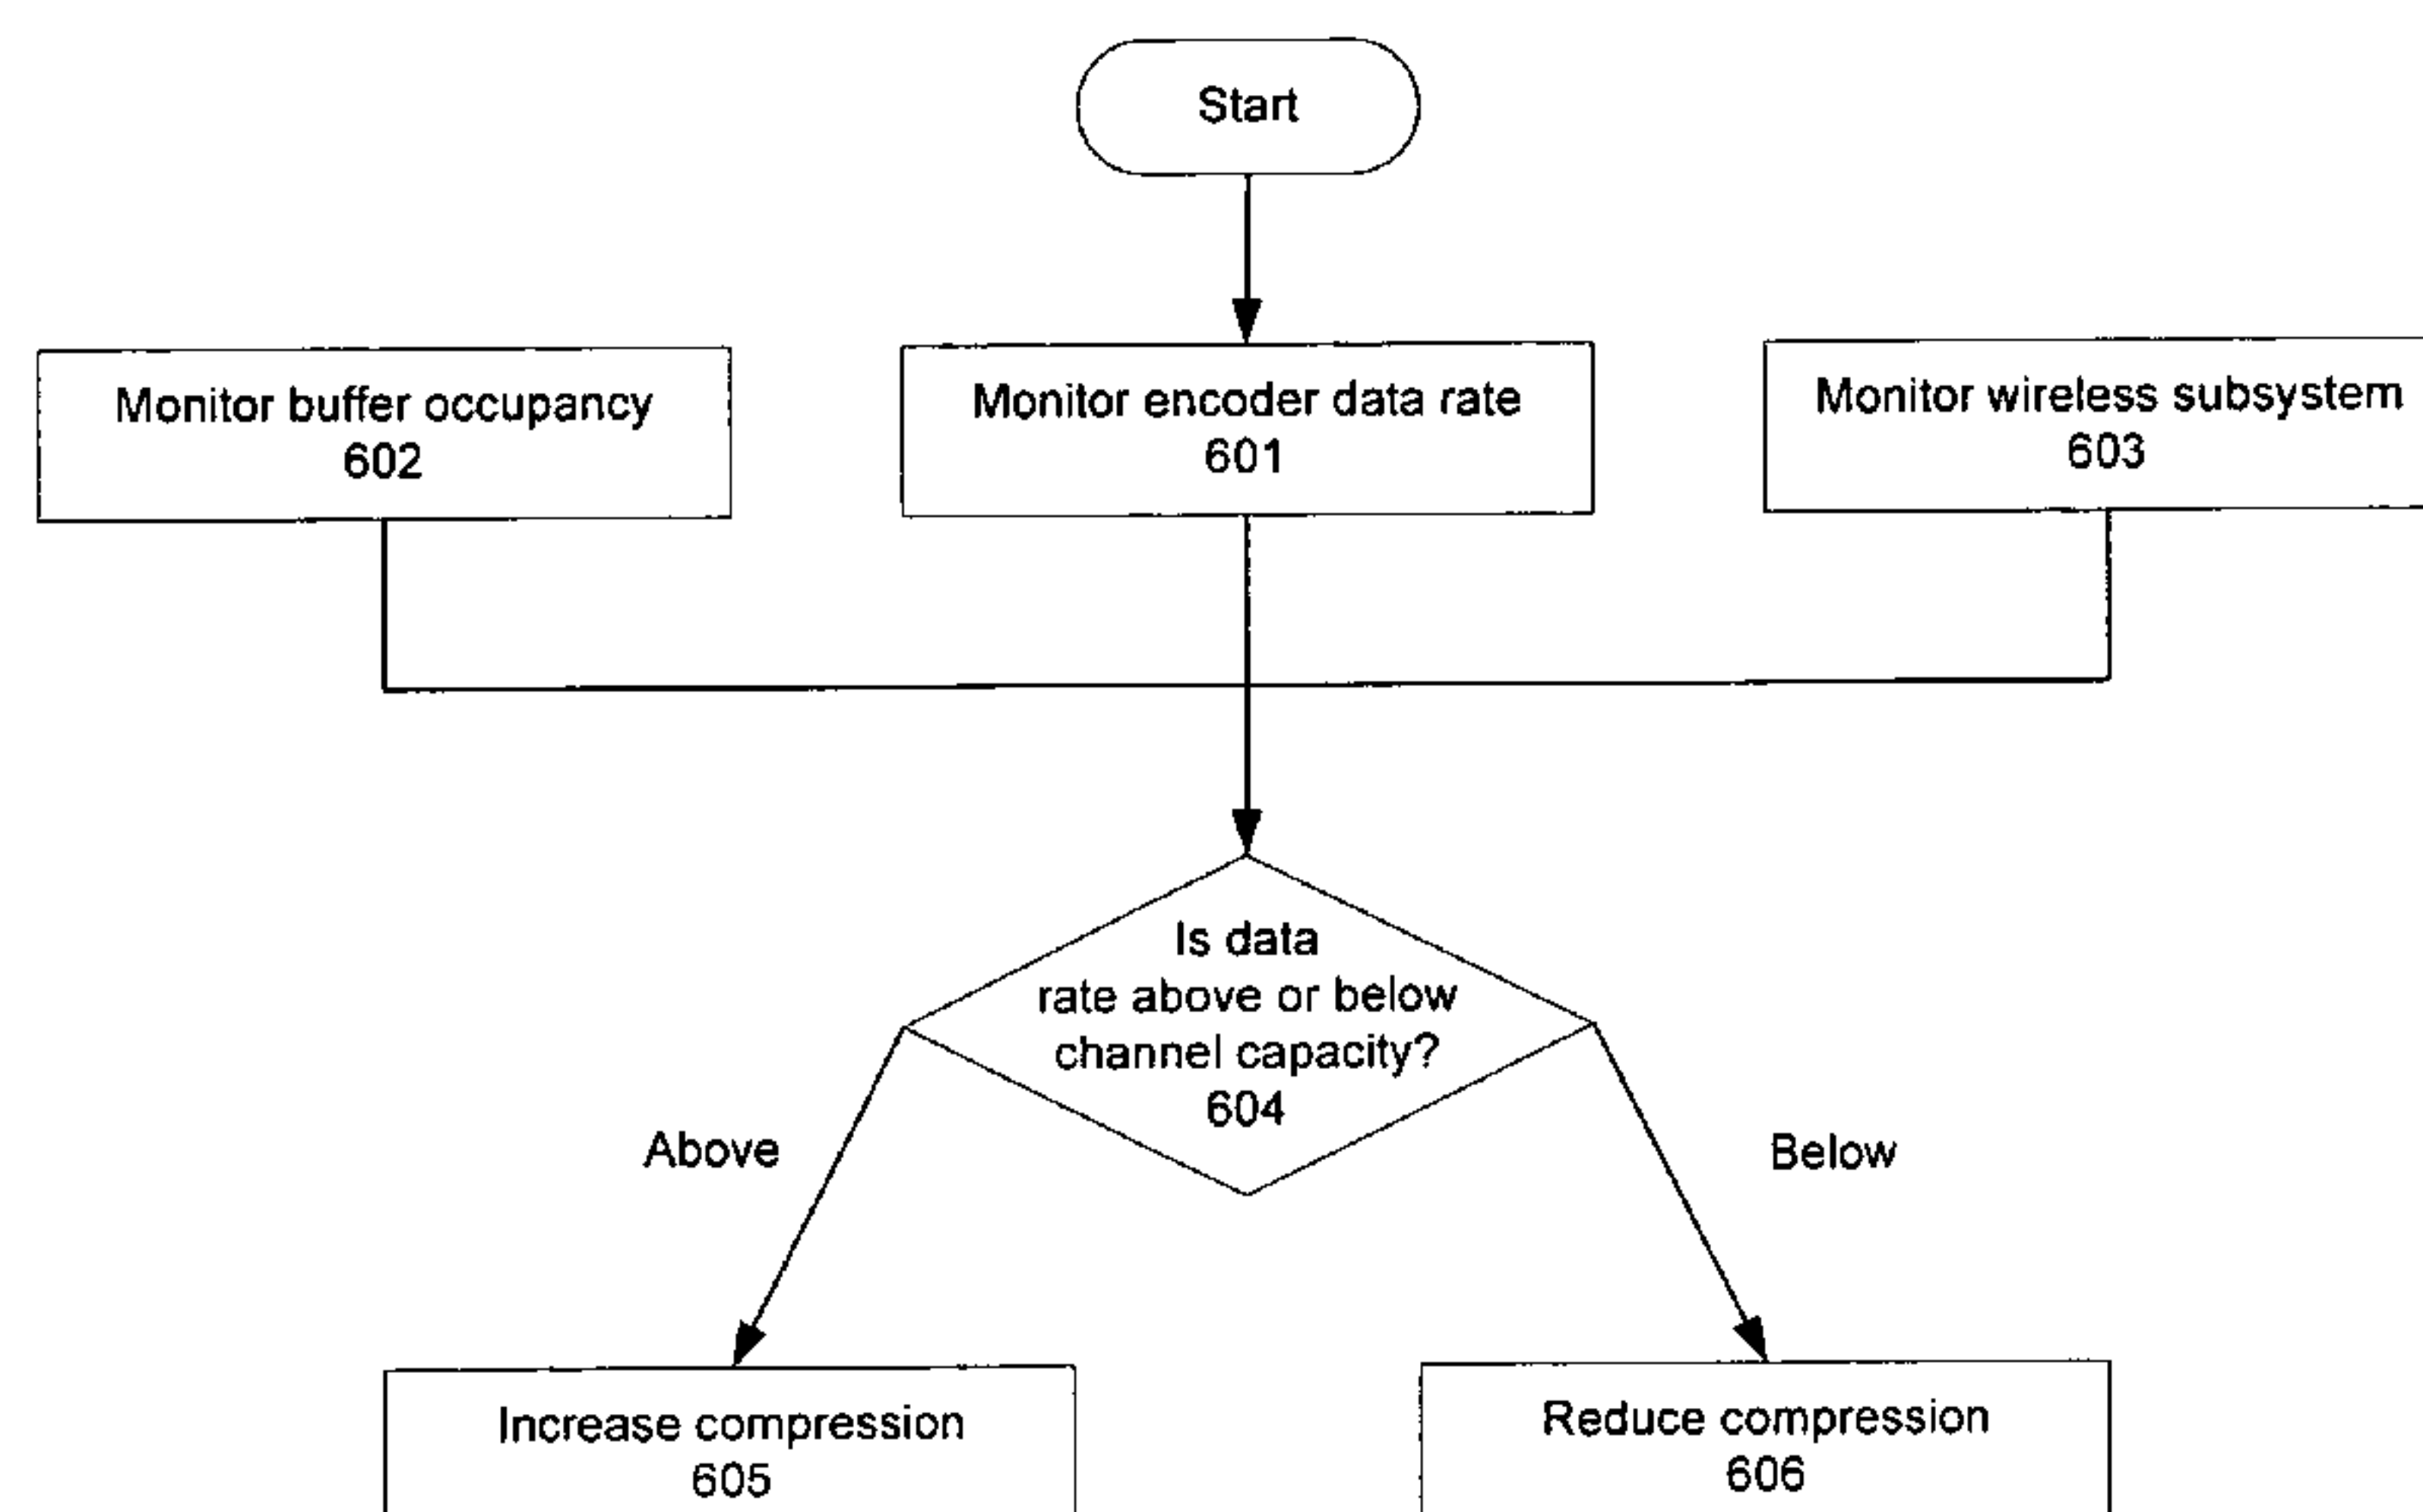 Start
Monitor buffer occupancy
602
Monitor encoder data rate
601
Monitor wireless subsystem
603
Is data
rate above or below
channel capacity?
604
Above
Below
Increase compression
605
Reduce compression
606